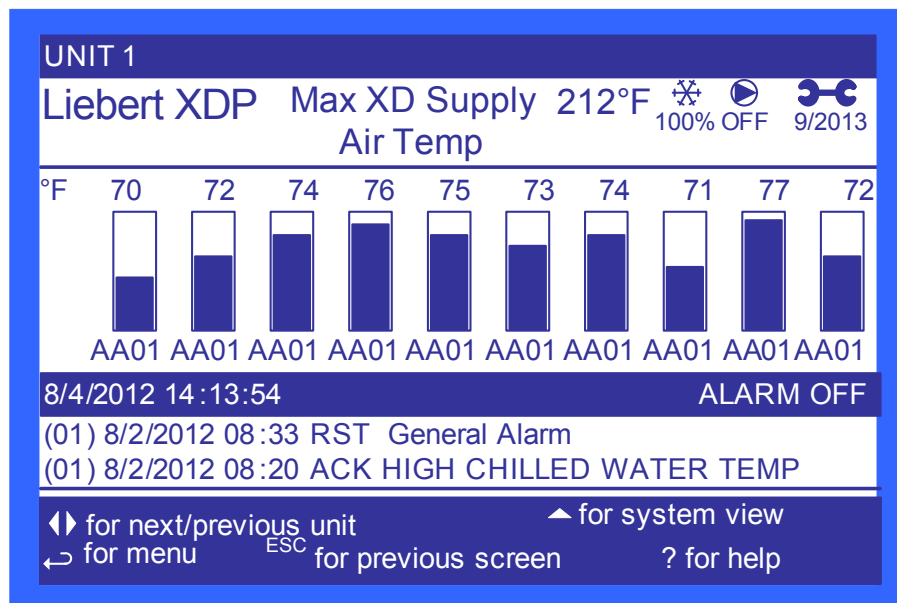 UNIT 1
Liebert XDP Max XD Supply 212°F
Air Temp
100% OFF 9/2013
°F 70 72 74 76 75 73 74 71 77 72
AA01 AA01 AA01 AA01 AA01 AA01 AA01 AA01 AA01 AA01
8/4/2012 14:13:54 ALARM OFF
(01) 8/2/2012 08:33 RST General Alarm
(01) 8/2/2012 08:20 ACK HIGH CHILLED WATER TEMP
for next/previous unit for system view
for menu ESC for previous screen ? for help